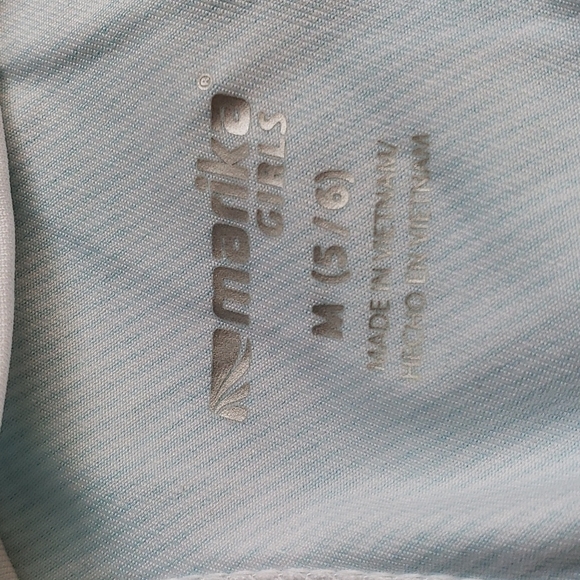 marika®
GIRLS
M (5/6)
MADE IN VIETNAM/
HECHO EN VIETNAM